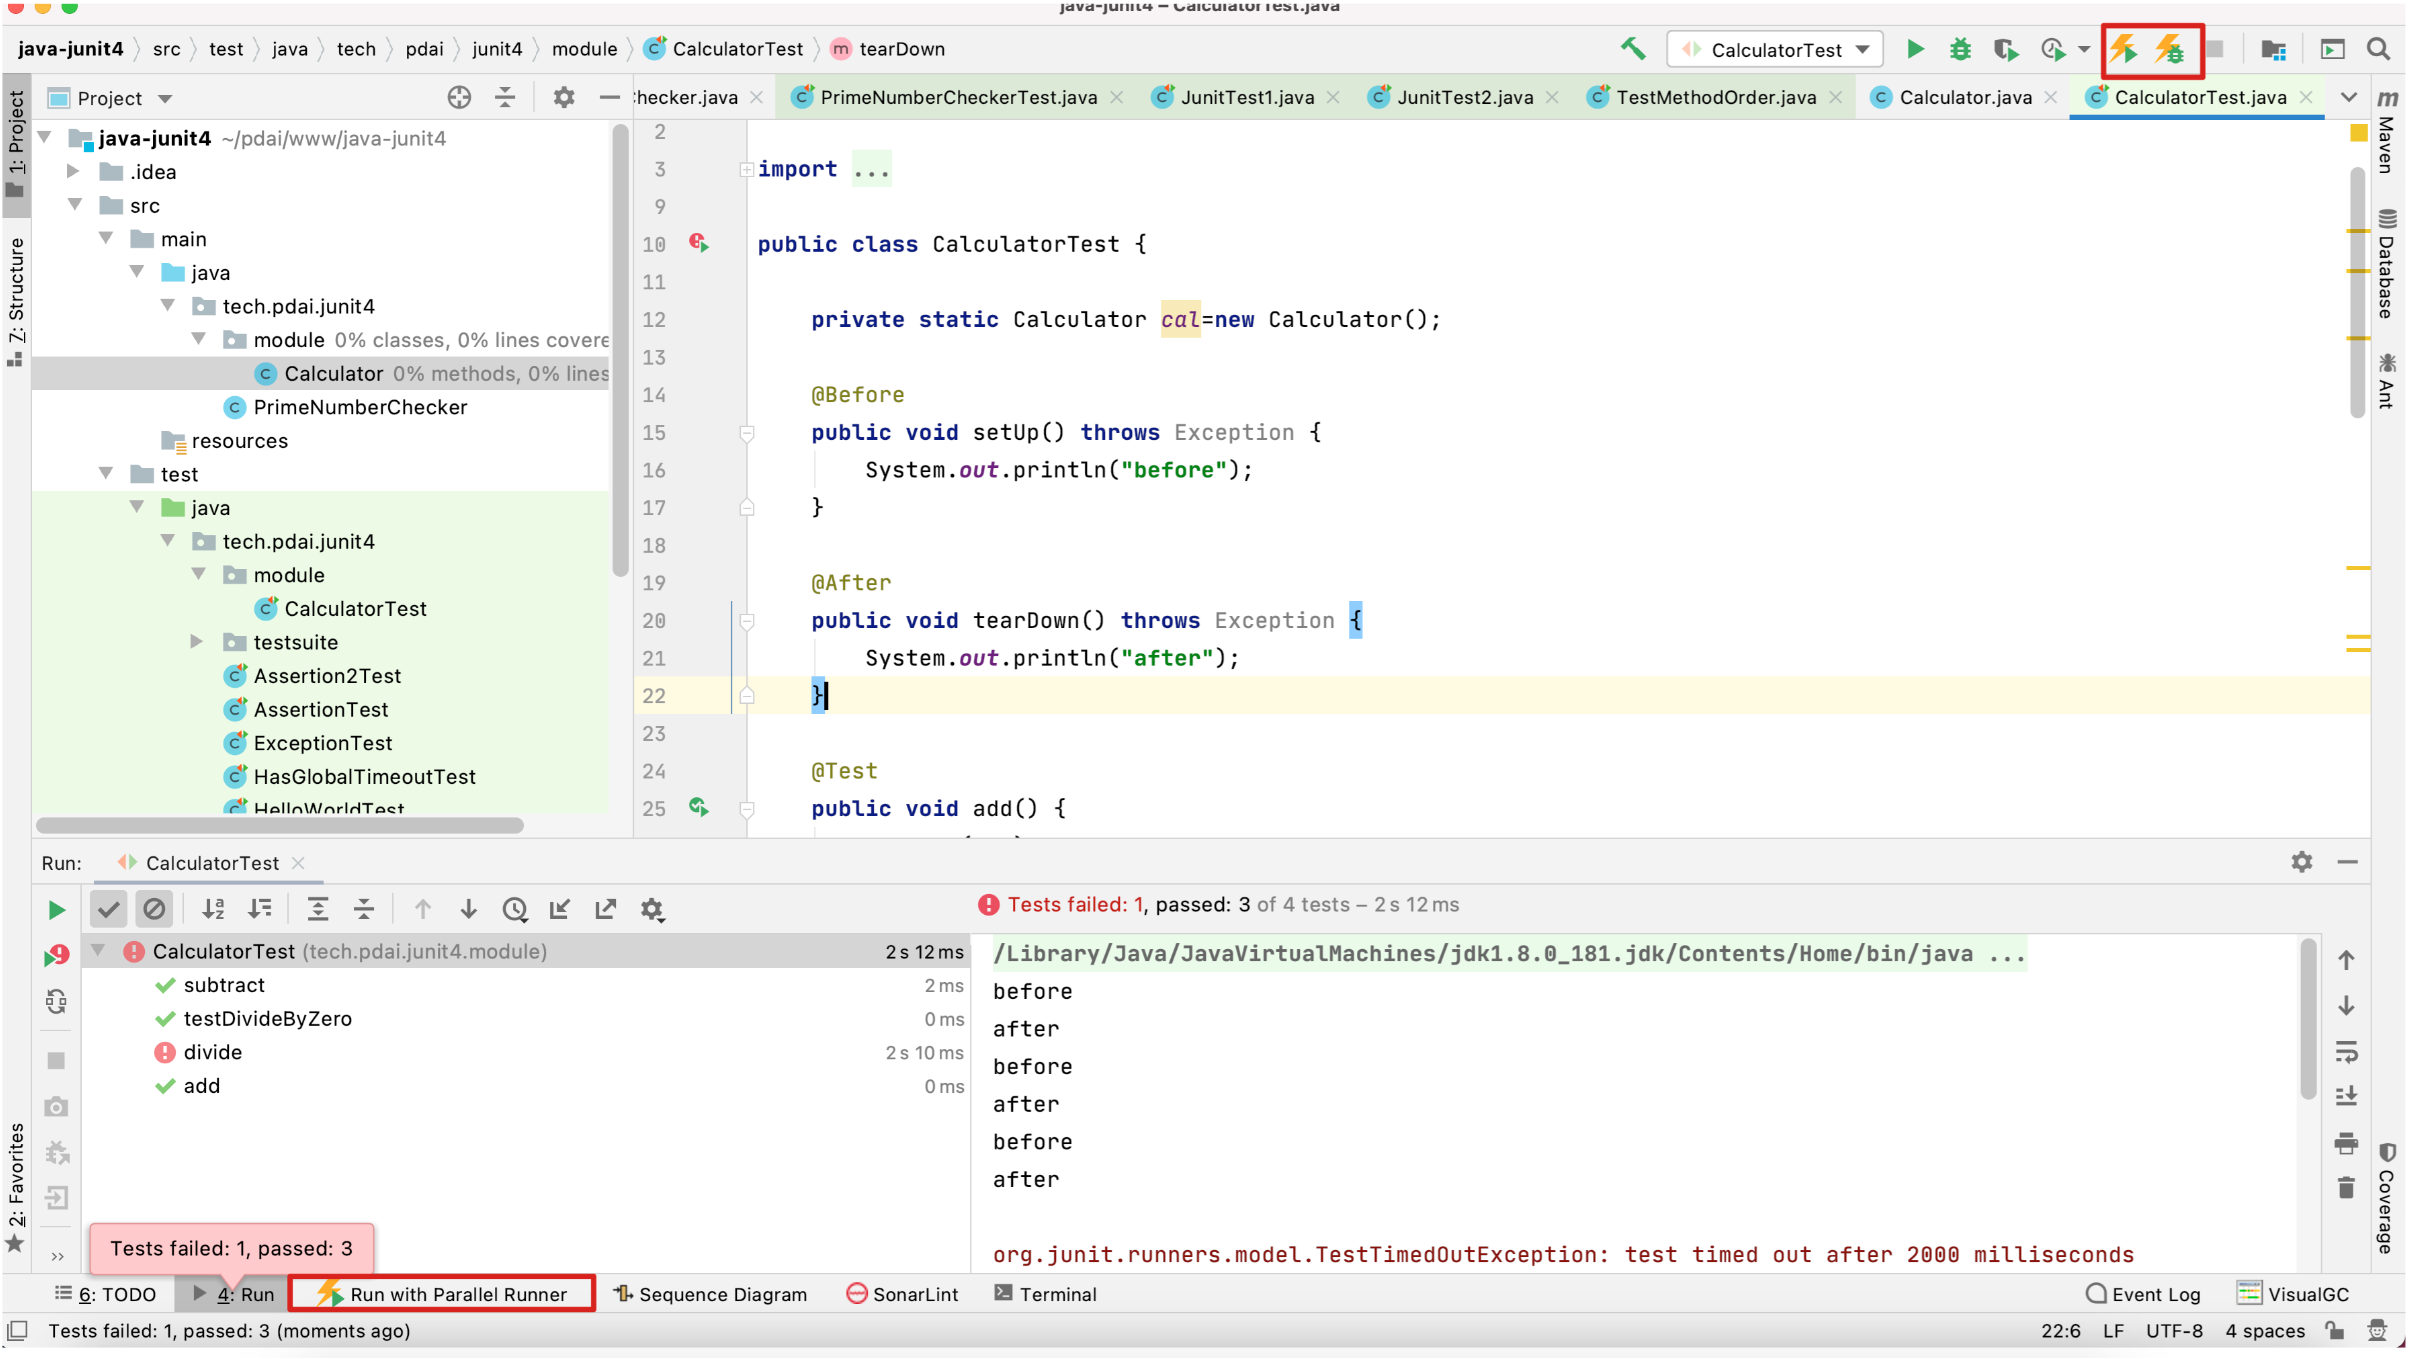 java-junit4 – CalculatorTest.java
java-junit4 src test java tech pdai junit4 module CalculatorTest m tearDown
CalculatorTest
1: Project
7: Structure
2: Favorites
Project
java-junit4 ~/pdai/www/java-junit4
.idea
src
main
java
tech.pdai.junit4
module 0% classes, 0% lines covere
Calculator 0% methods, 0% lines
PrimeNumberChecker
resources
test
java
tech.pdai.junit4
module
CalculatorTest
testsuite
Assertion2Test
AssertionTest
ExceptionTest
HasGlobalTimeoutTest
HelloWorldTest
hecker.java PrimeNumberCheckerTest.java JunitTest1.java JunitTest2.java TestMethodOrder.java Calculator.java CalculatorTest.java
2
3 import ...
9
10 public class CalculatorTest {
11
12 private static Calculator cal=new Calculator();
13
14 @Before
15 public void setUp() throws Exception {
16 System.out.println("before");
17 }
18
19 @After
20 public void tearDown() throws Exception {
21 System.out.println("after");
22 }
23
24 @Test
25 public void add() {
m Maven
Database
Ant
Coverage
Run: CalculatorTest
Tests failed: 1, passed: 3 of 4 tests – 2 s 12 ms
CalculatorTest (tech.pdai.junit4.module) 2 s 12 ms
subtract 2 ms
testDivideByZero 0 ms
divide 2 s 10 ms
add 0 ms
/Library/Java/JavaVirtualMachines/jdk1.8.0_181.jdk/Contents/Home/bin/java ...
before
after
before
after
before
after
org.junit.runners.model.TestTimedOutException: test timed out after 2000 milliseconds
Tests failed: 1, passed: 3
6: TODO 4: Run Run with Parallel Runner Sequence Diagram SonarLint Terminal Event Log VisualGC
Tests failed: 1, passed: 3 (moments ago) 22:6 LF UTF-8 4 spaces